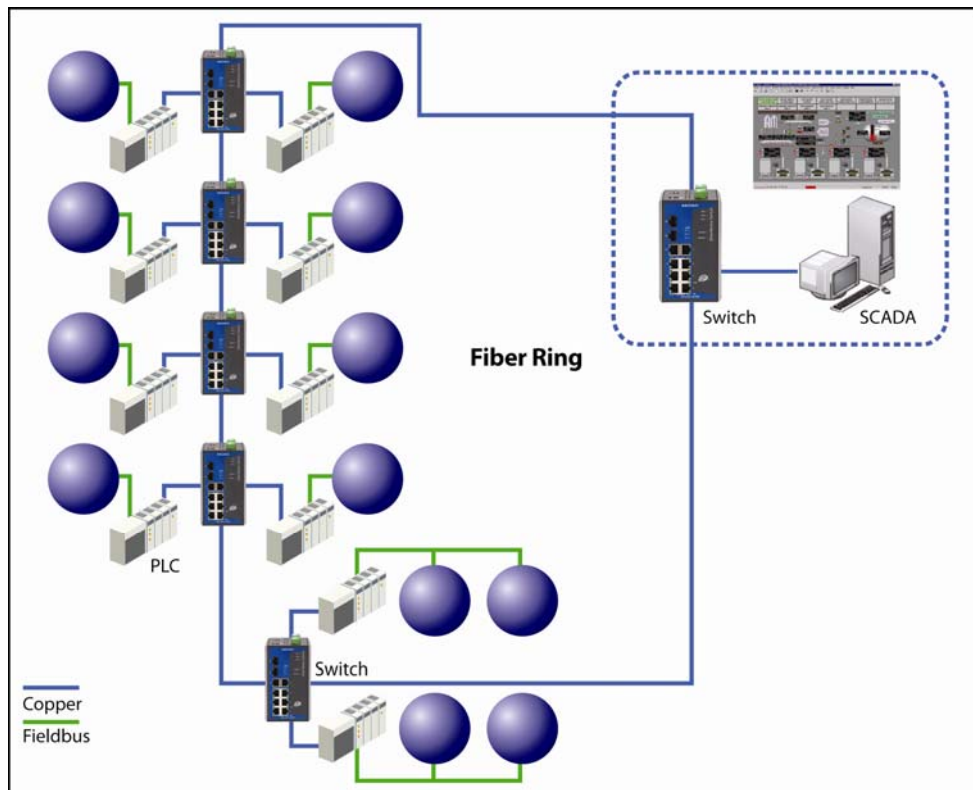 Switch
SCADA
Fiber Ring
PLC
Switch
Copper
Fieldbus